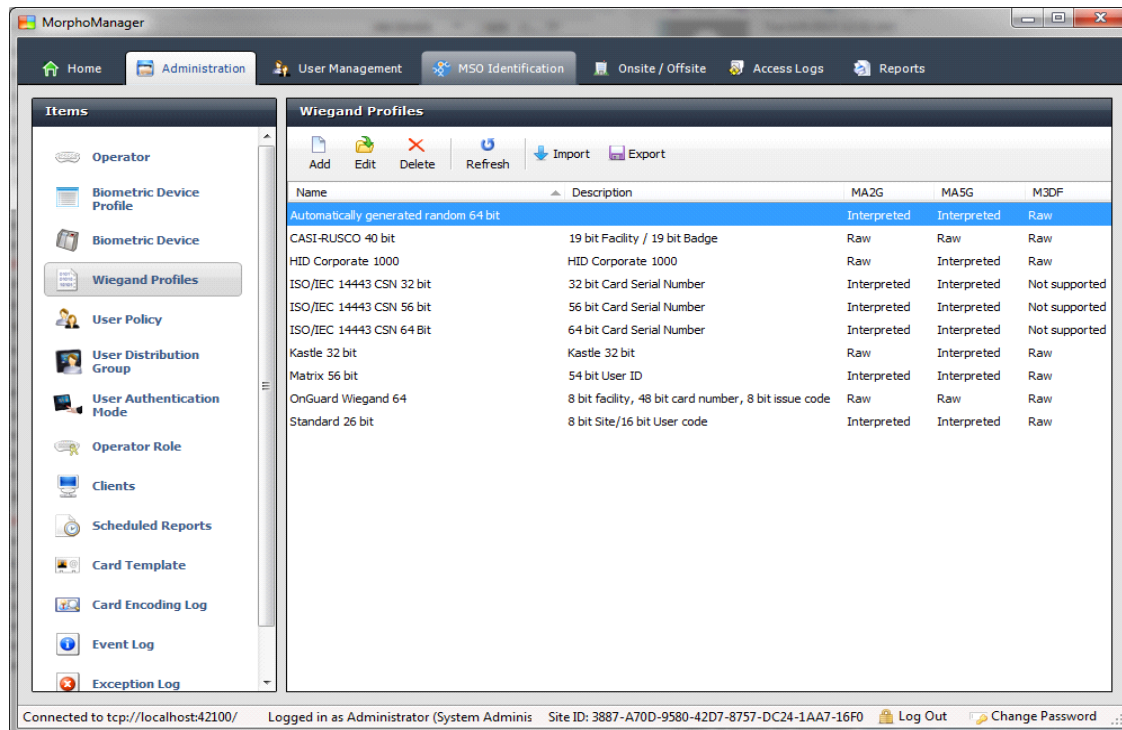 MorphoManager
Home Administration User Management MSO Identification Onsite / Offsite Access Logs Reports
Items
Operator
Biometric Device
Profile
Biometric Device
Wiegand Profiles
User Policy
User Distribution
Group
User Authentication
Mode
Operator Role
Clients
Scheduled Reports
Card Template
Card Encoding Log
Event Log
Exception Log
Wiegand Profiles
Add Edit Delete Refresh Import Export
Name Description MA2G MA5G M3DF
Automatically generated random 64 bit Interpreted Interpreted Raw
CASI-RUSCO 40 bit 19 bit Facility / 19 bit Badge Raw Raw Raw
HID Corporate 1000 HID Corporate 1000 Raw Interpreted Raw
ISO/IEC 14443 CSN 32 bit 32 bit Card Serial Number Interpreted Interpreted Not supported
ISO/IEC 14443 CSN 56 bit 56 bit Card Serial Number Interpreted Interpreted Not supported
ISO/IEC 14443 CSN 64 Bit 64 bit Card Serial Number Interpreted Interpreted Not supported
Kastle 32 bit Kastle 32 bit Raw Interpreted Raw
Matrix 56 bit 54 bit User ID Interpreted Interpreted Raw
OnGuard Wiegand 64 8 bit facility, 48 bit card number, 8 bit issue code Raw Raw Raw
Standard 26 bit 8 bit Site/16 bit User code Interpreted Interpreted Raw
Connected to tcp://localhost:42100/ Logged in as Administrator (System Adminis Site ID: 3887-A70D-9580-42D7-8757-DC24-1AA7-16F0 Log Out Change Password